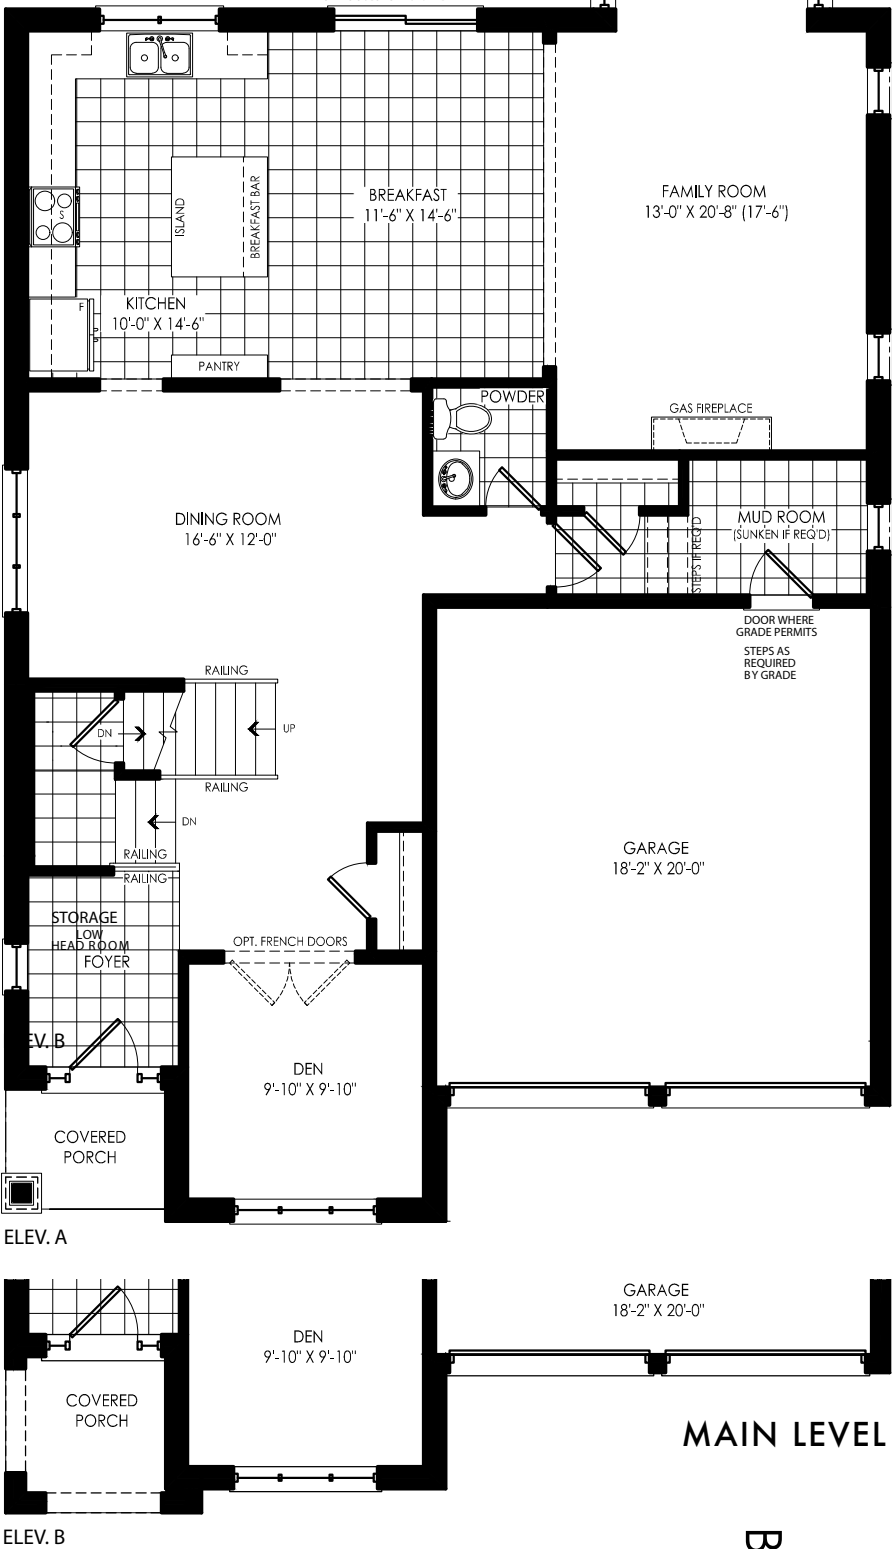 BREAKFAST
11'-6" X 14'-6"
FAMILY ROOM
13'-0" X 20'-8" (17'-6")
ISLAND
BREAKFAST BAR
S
F
KITCHEN
10'-0" X 14'-6"
PANTRY
POWDER
GAS FIREPLACE
DINING ROOM
16'-6" X 12'-0"
MUD ROOM
(SUNKEN IF REQ'D)
STEPS IF REQ'D
DOOR WHERE
GRADE PERMITS
STEPS AS
REQUIRED
BY GRADE
RAILING
DN
UP
RAILING
DN
RAILING
RAILING
GARAGE
18'-2" X 20'-0"
STORAGE
LOW
HEAD ROOM
FOYER
OPT. FRENCH DOORS
EV. B
DEN
9'-10" X 9'-10"
COVERED
PORCH
ELEV. A
GARAGE
18'-2" X 20'-0"
DEN
9'-10" X 9'-10"
COVERED
PORCH
MAIN LEVEL
ELEV. B
B